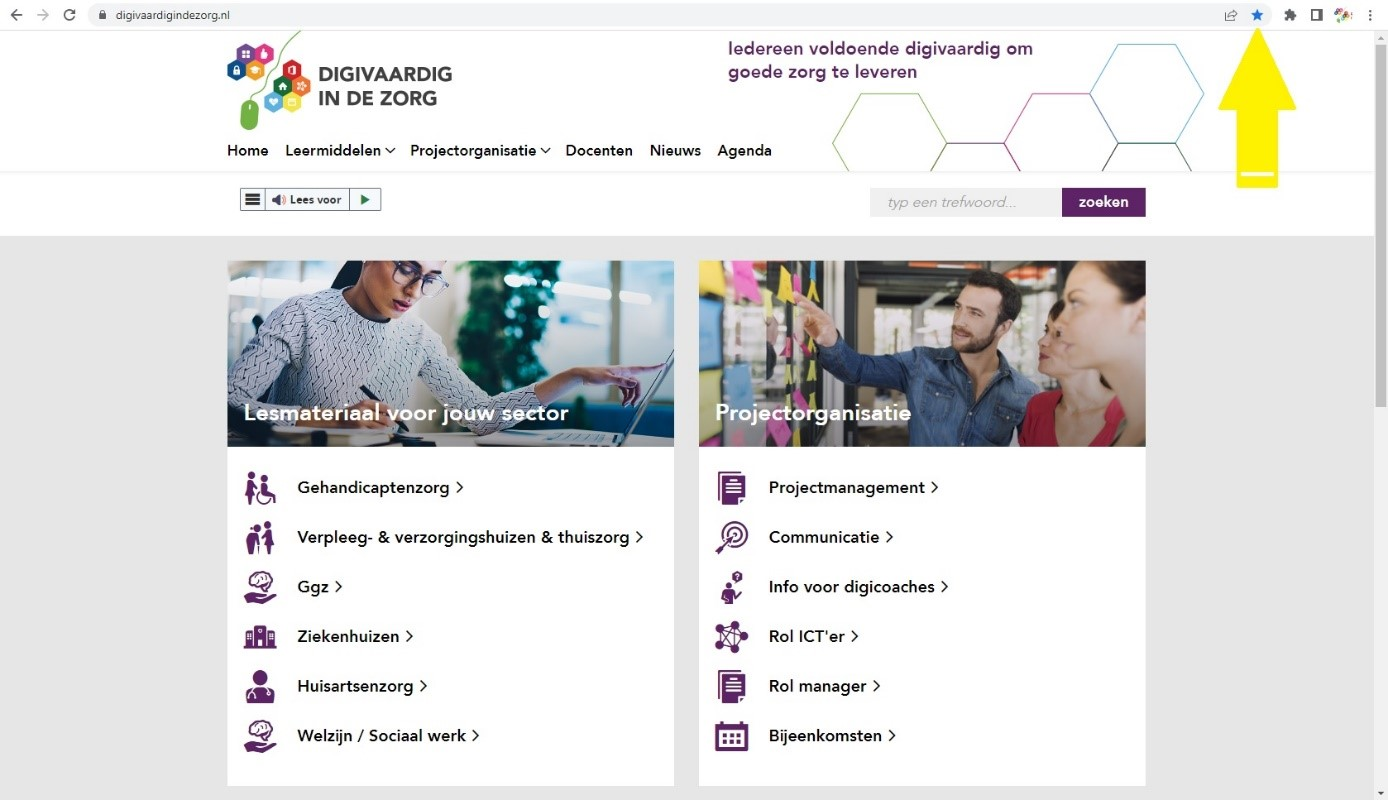 digivaardigindezorg.nl
DIGIVAARDIG
IN DE ZORG
Iedereen voldoende digivaardig om
goede zorg te leveren
Home Leermiddelen Projectorganisatie Docenten Nieuws Agenda
Lees voor
typ een trefwoord...
zoeken
Lesmateriaal voor jouw sector
Gehandicaptenzorg
Verpleeg- & verzorgingshuizen & thuiszorg
Ggz
Ziekenhuizen
Huisartsenzorg
Welzijn / Sociaal werk
Projectorganisatie
Projectmanagement
Communicatie
Info voor digicoaches
Rol ICT'er
Rol manager
Bijeenkomsten